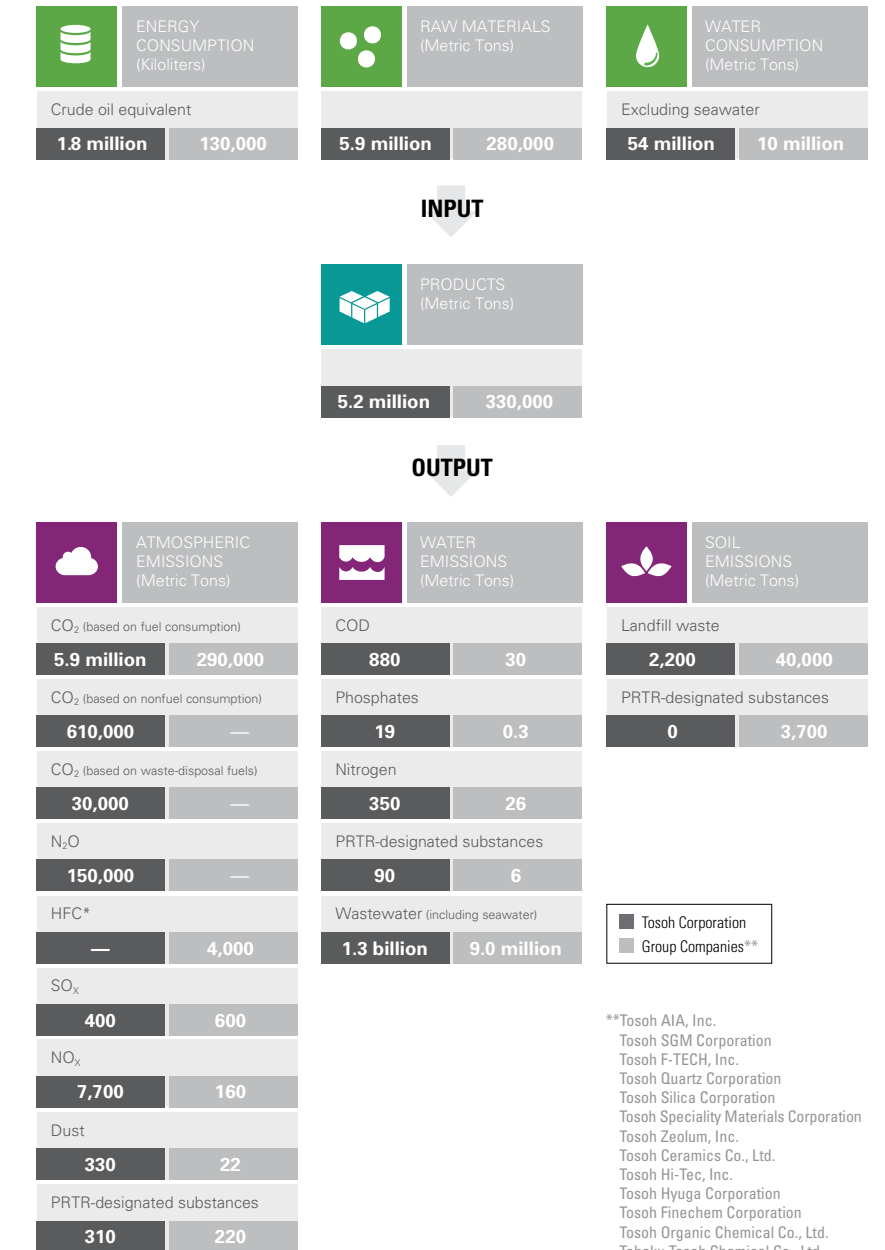 ENERGY
CONSUMPTION
(Kiloliters)
Crude oil equivalent
1.8 million 130,000
RAW MATERIALS
(Metric Tons)
5.9 million 280,000
WATER
CONSUMPTION
(Metric Tons)
Excluding seawater
54 million 10 million
INPUT
PRODUCTS
(Metric Tons)
5.2 million 330,000
OUTPUT
ATMOSPHERIC
EMISSIONS
(Metric Tons)
CO₂ (based on fuel consumption)
5.9 million 290,000
CO₂ (based on nonfuel consumption)
610,000 —
CO₂ (based on waste-disposal fuels)
30,000 —
N₂O
150,000 —
HFC*
— 4,000
SOₓ
400 600
NOₓ
7,700 160
Dust
330 22
PRTR-designated substances
310 220
WATER
EMISSIONS
(Metric Tons)
COD
880 30
Phosphates
19 0.3
Nitrogen
350 26
PRTR-designated substances
90 6
Wastewater (including seawater)
1.3 billion 9.0 million
SOIL
EMISSIONS
(Metric Tons)
Landfill waste
2,200 40,000
PRTR-designated substances
0 3,700
Tosoh Corporation
Group Companies**
**Tosoh AIA, Inc.
Tosoh SGM Corporation
Tosoh F-TECH, Inc.
Tosoh Quartz Corporation
Tosoh Silica Corporation
Tosoh Speciality Materials Corporation
Tosoh Zeolum, Inc.
Tosoh Ceramics Co., Ltd.
Tosoh Hi-Tec, Inc.
Tosoh Hyuga Corporation
Tosoh Finechem Corporation
Tosoh Organic Chemical Co., Ltd.
Tohoku Tosoh Chemical Co., Ltd.